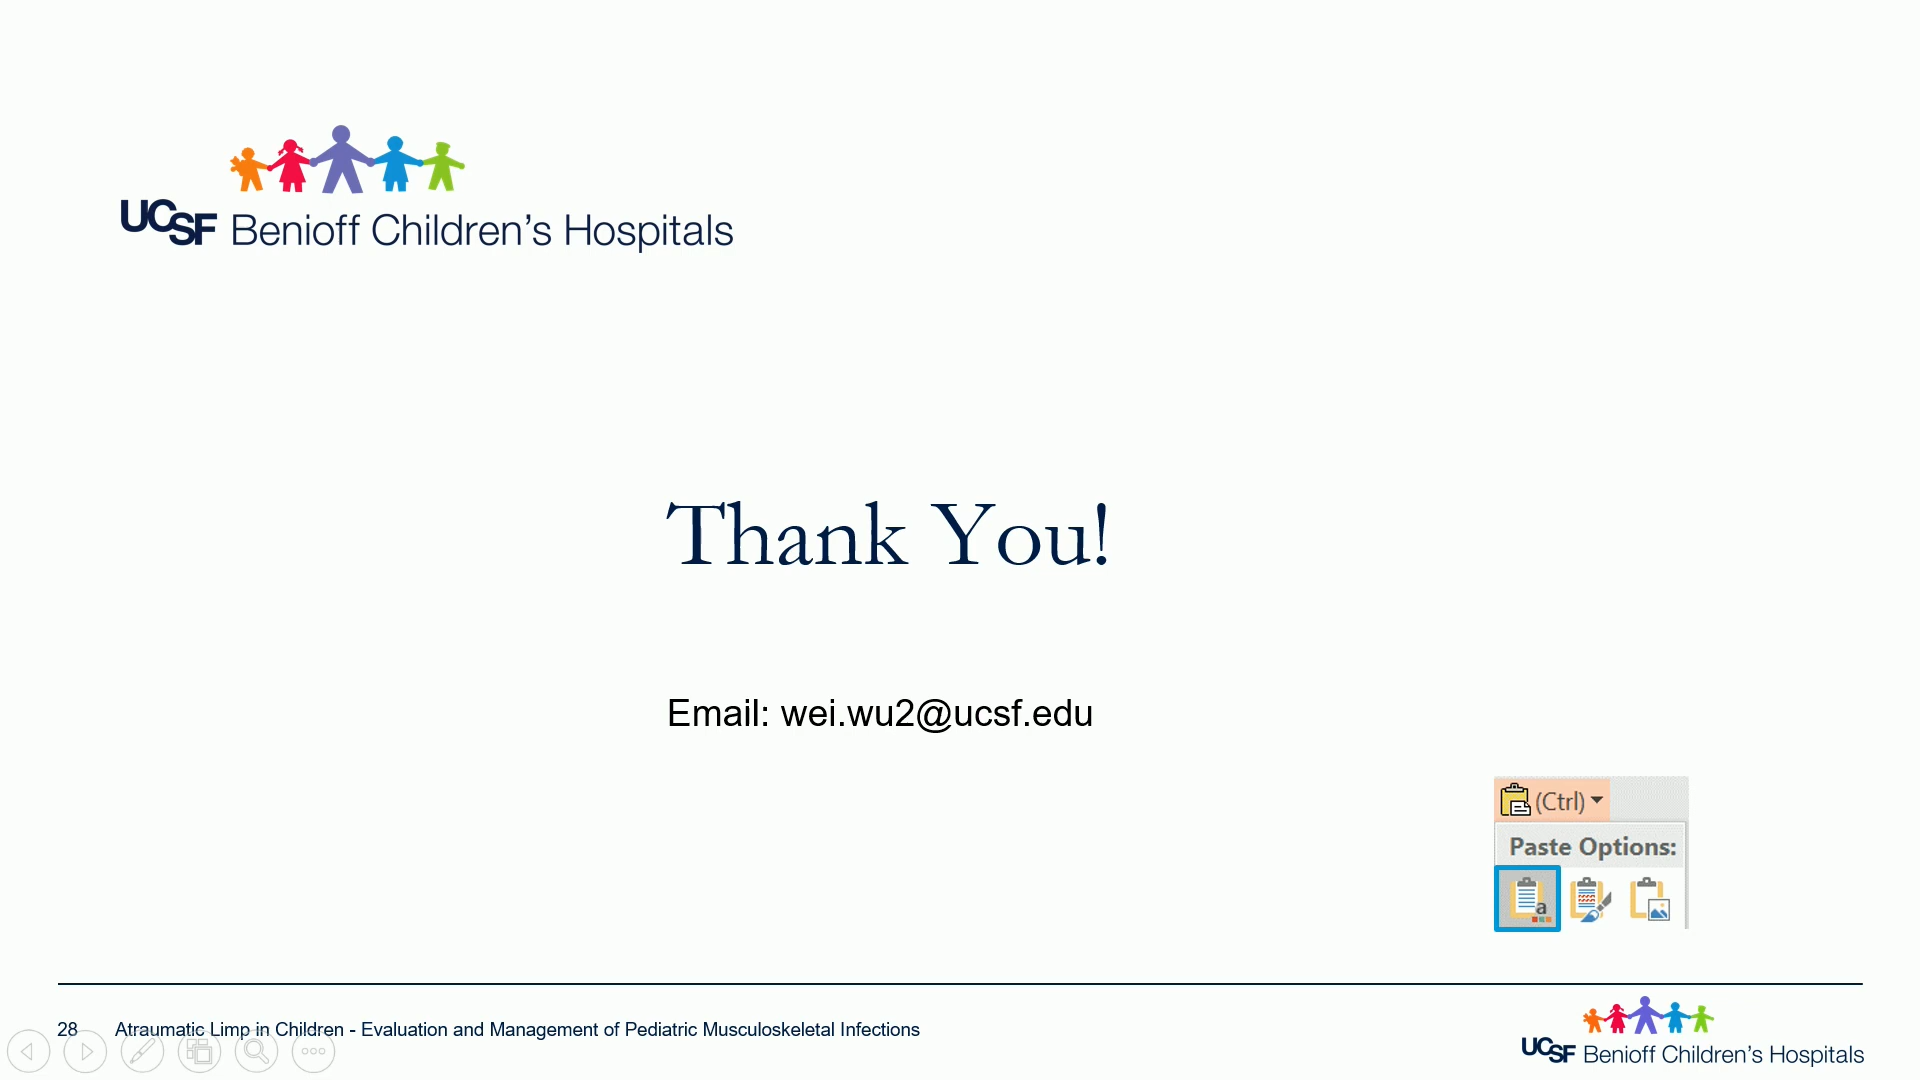 UCSF Benioff Children's Hospitals
Thank You!
Email: wei.wu2@ucsf.edu
(Ctrl)
Paste Options:
a
28 Atraumatic Limp in Children - Evaluation and Management of Pediatric Musculoskeletal Infections
UCSF Benioff Children's Hospitals